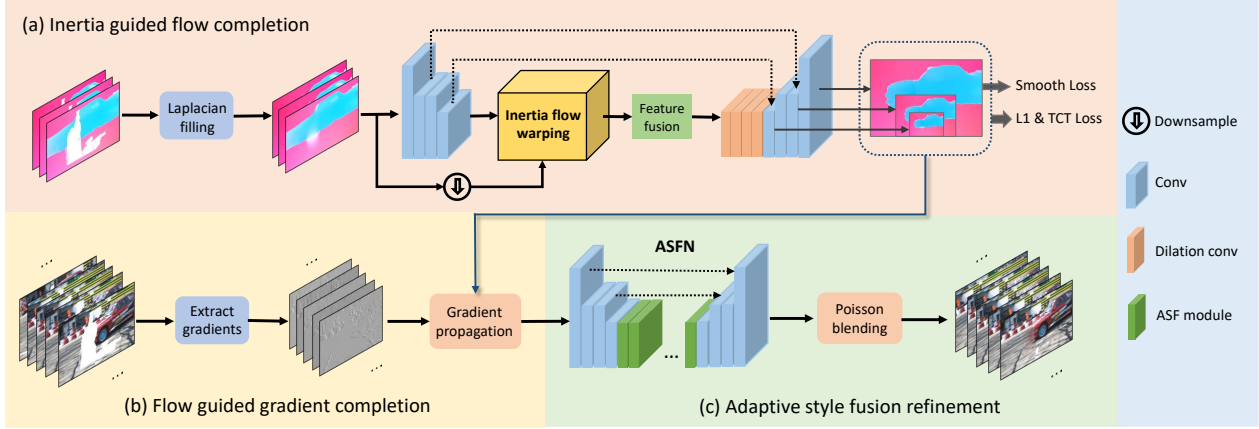 (a) Inertia guided flow completion
Laplacian
filling
Inertia flow
warping
Feature
fusion
Smooth Loss
L1 & TCT Loss
Downsample
Conv
Dilation conv
ASF module
...
Extract
gradients
...
...
...
Gradient
propagation
(b) Flow guided gradient completion
ASFN
...
Poisson
blending
...
...
(c) Adaptive style fusion refinement